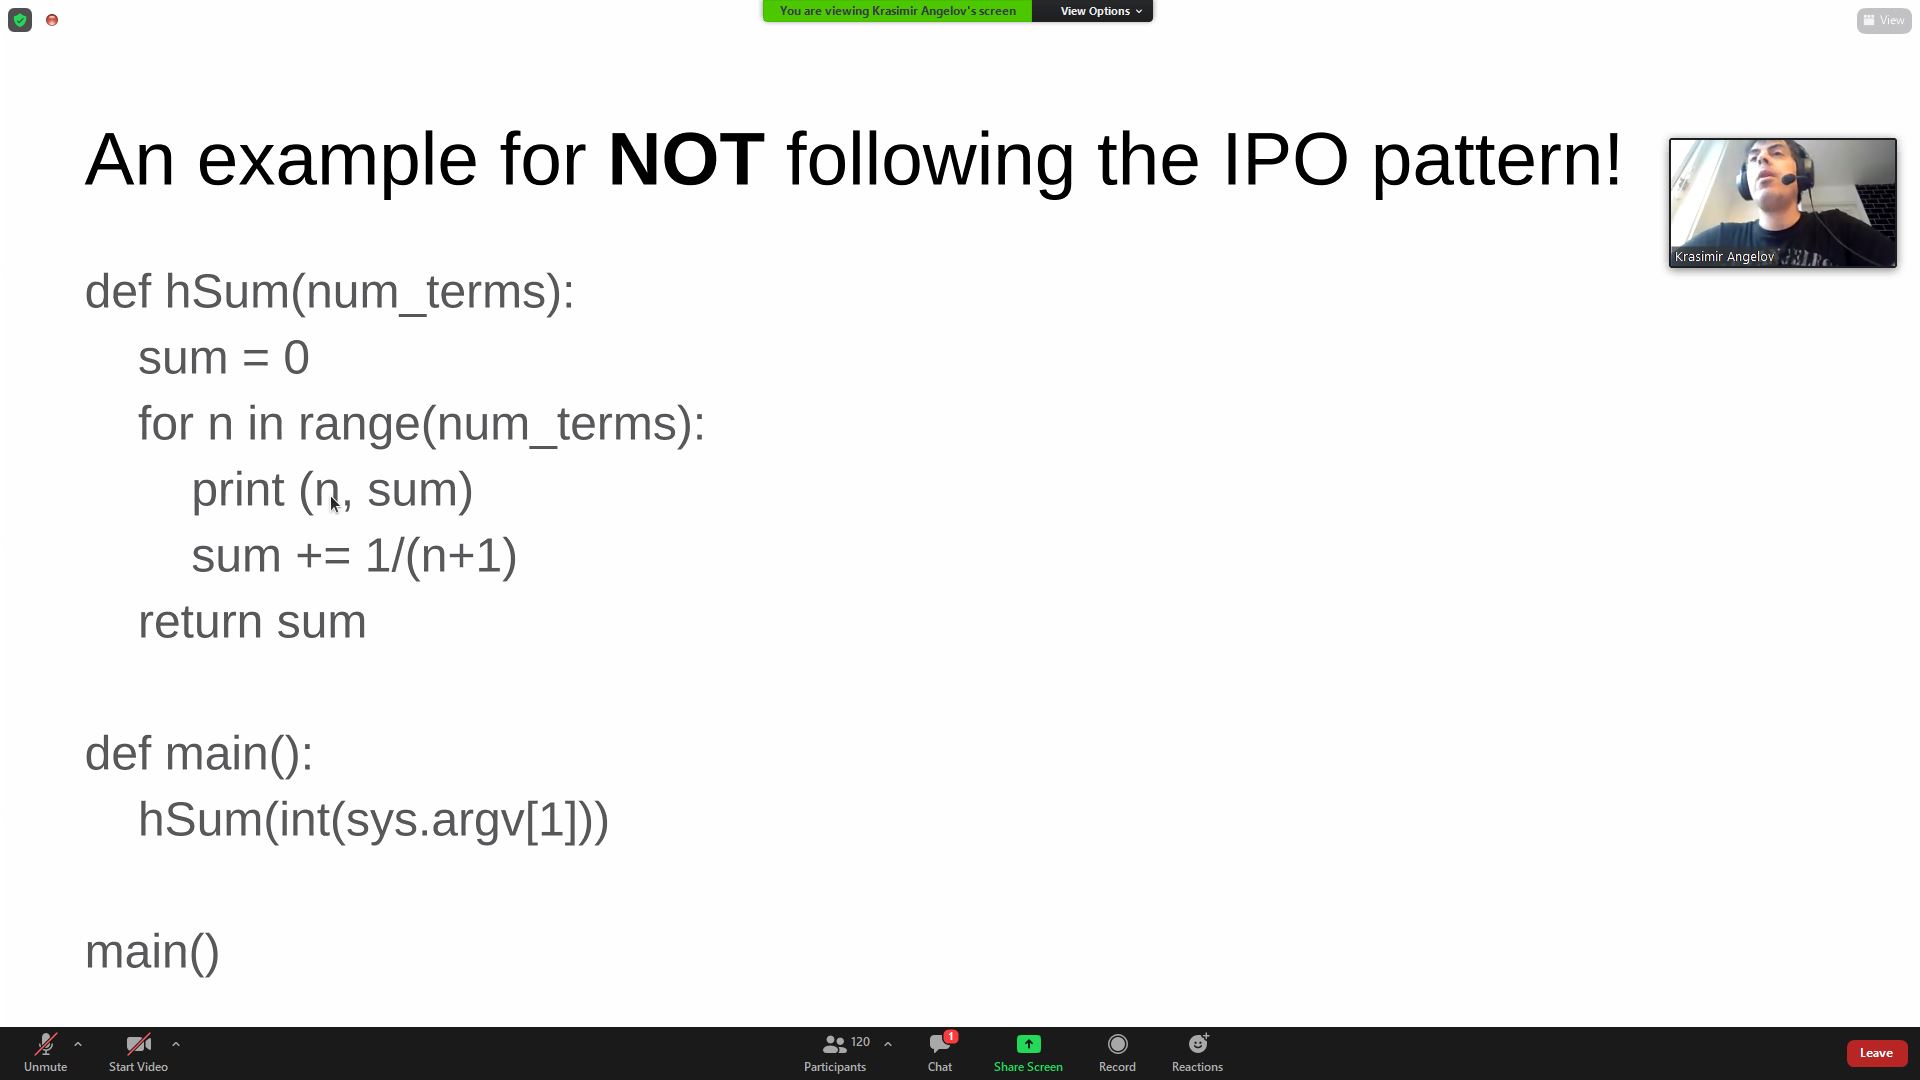 You are viewing Krasimir Angelov's screen View Options
View
An example for NOT following the IPO pattern!
Krasimir Angelov
def hSum(num_terms):
sum = 0
for n in range(num_terms):
print (n, sum)
sum += 1/(n+1)
return sum
def main():
hSum(int(sys.argv[1]))
main()
120
1
Unmute Start Video Participants Chat Share Screen Record Reactions Leave